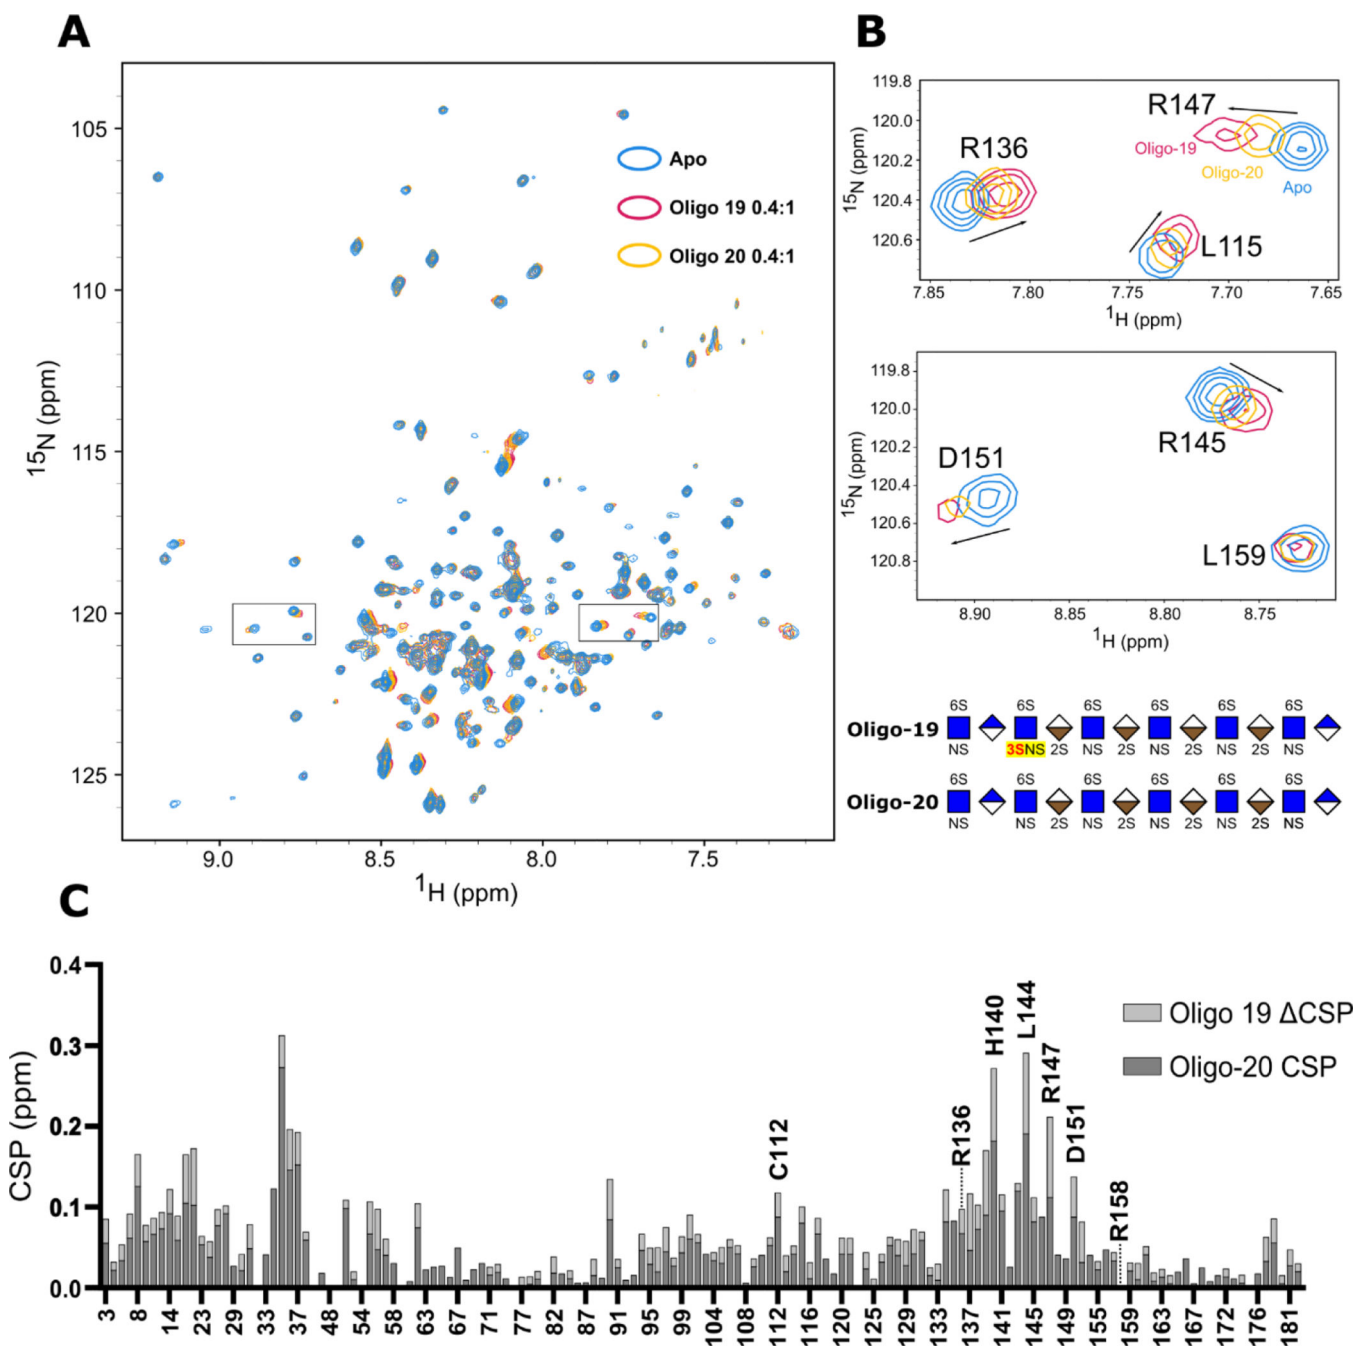 A
105
110
115
120
125
15N (ppm)
9.0 8.5 8.0 7.5
1H (ppm)
Apo
Oligo 19 0.4:1
Oligo 20 0.4:1
B
119.8
120.0
120.2
120.4
120.6
15N (ppm)
R147
R136
Oligo-19
Oligo-20
Apo
L115
7.85 7.80 7.75 7.70 7.65
1H (ppm)
119.8
120.0
120.2
120.4
120.6
120.8
15N (ppm)
R145
D151
L159
8.90 8.85 8.80 8.75
1H (ppm)
6S 6S 6S 6S 6S 6S
Oligo-19
NS 3SNS 2S NS 2S NS 2S NS 2S NS
6S 6S 6S 6S 6S 6S
Oligo-20
NS NS 2S NS 2S NS 2S NS 2S NS
C
0.4
0.3
0.2
0.1
0.0
CSP (ppm)
C112
R136
H140
L144
R147
D151
R158
Oligo 19 ΔCSP
Oligo-20 CSP
3 8 14 23 29 33 37 48 54 58 63 67 71 77 82 87 91 95 99 104 108 112 116 120 125 129 133 137 141 145 149 155 159 163 167 172 176 181